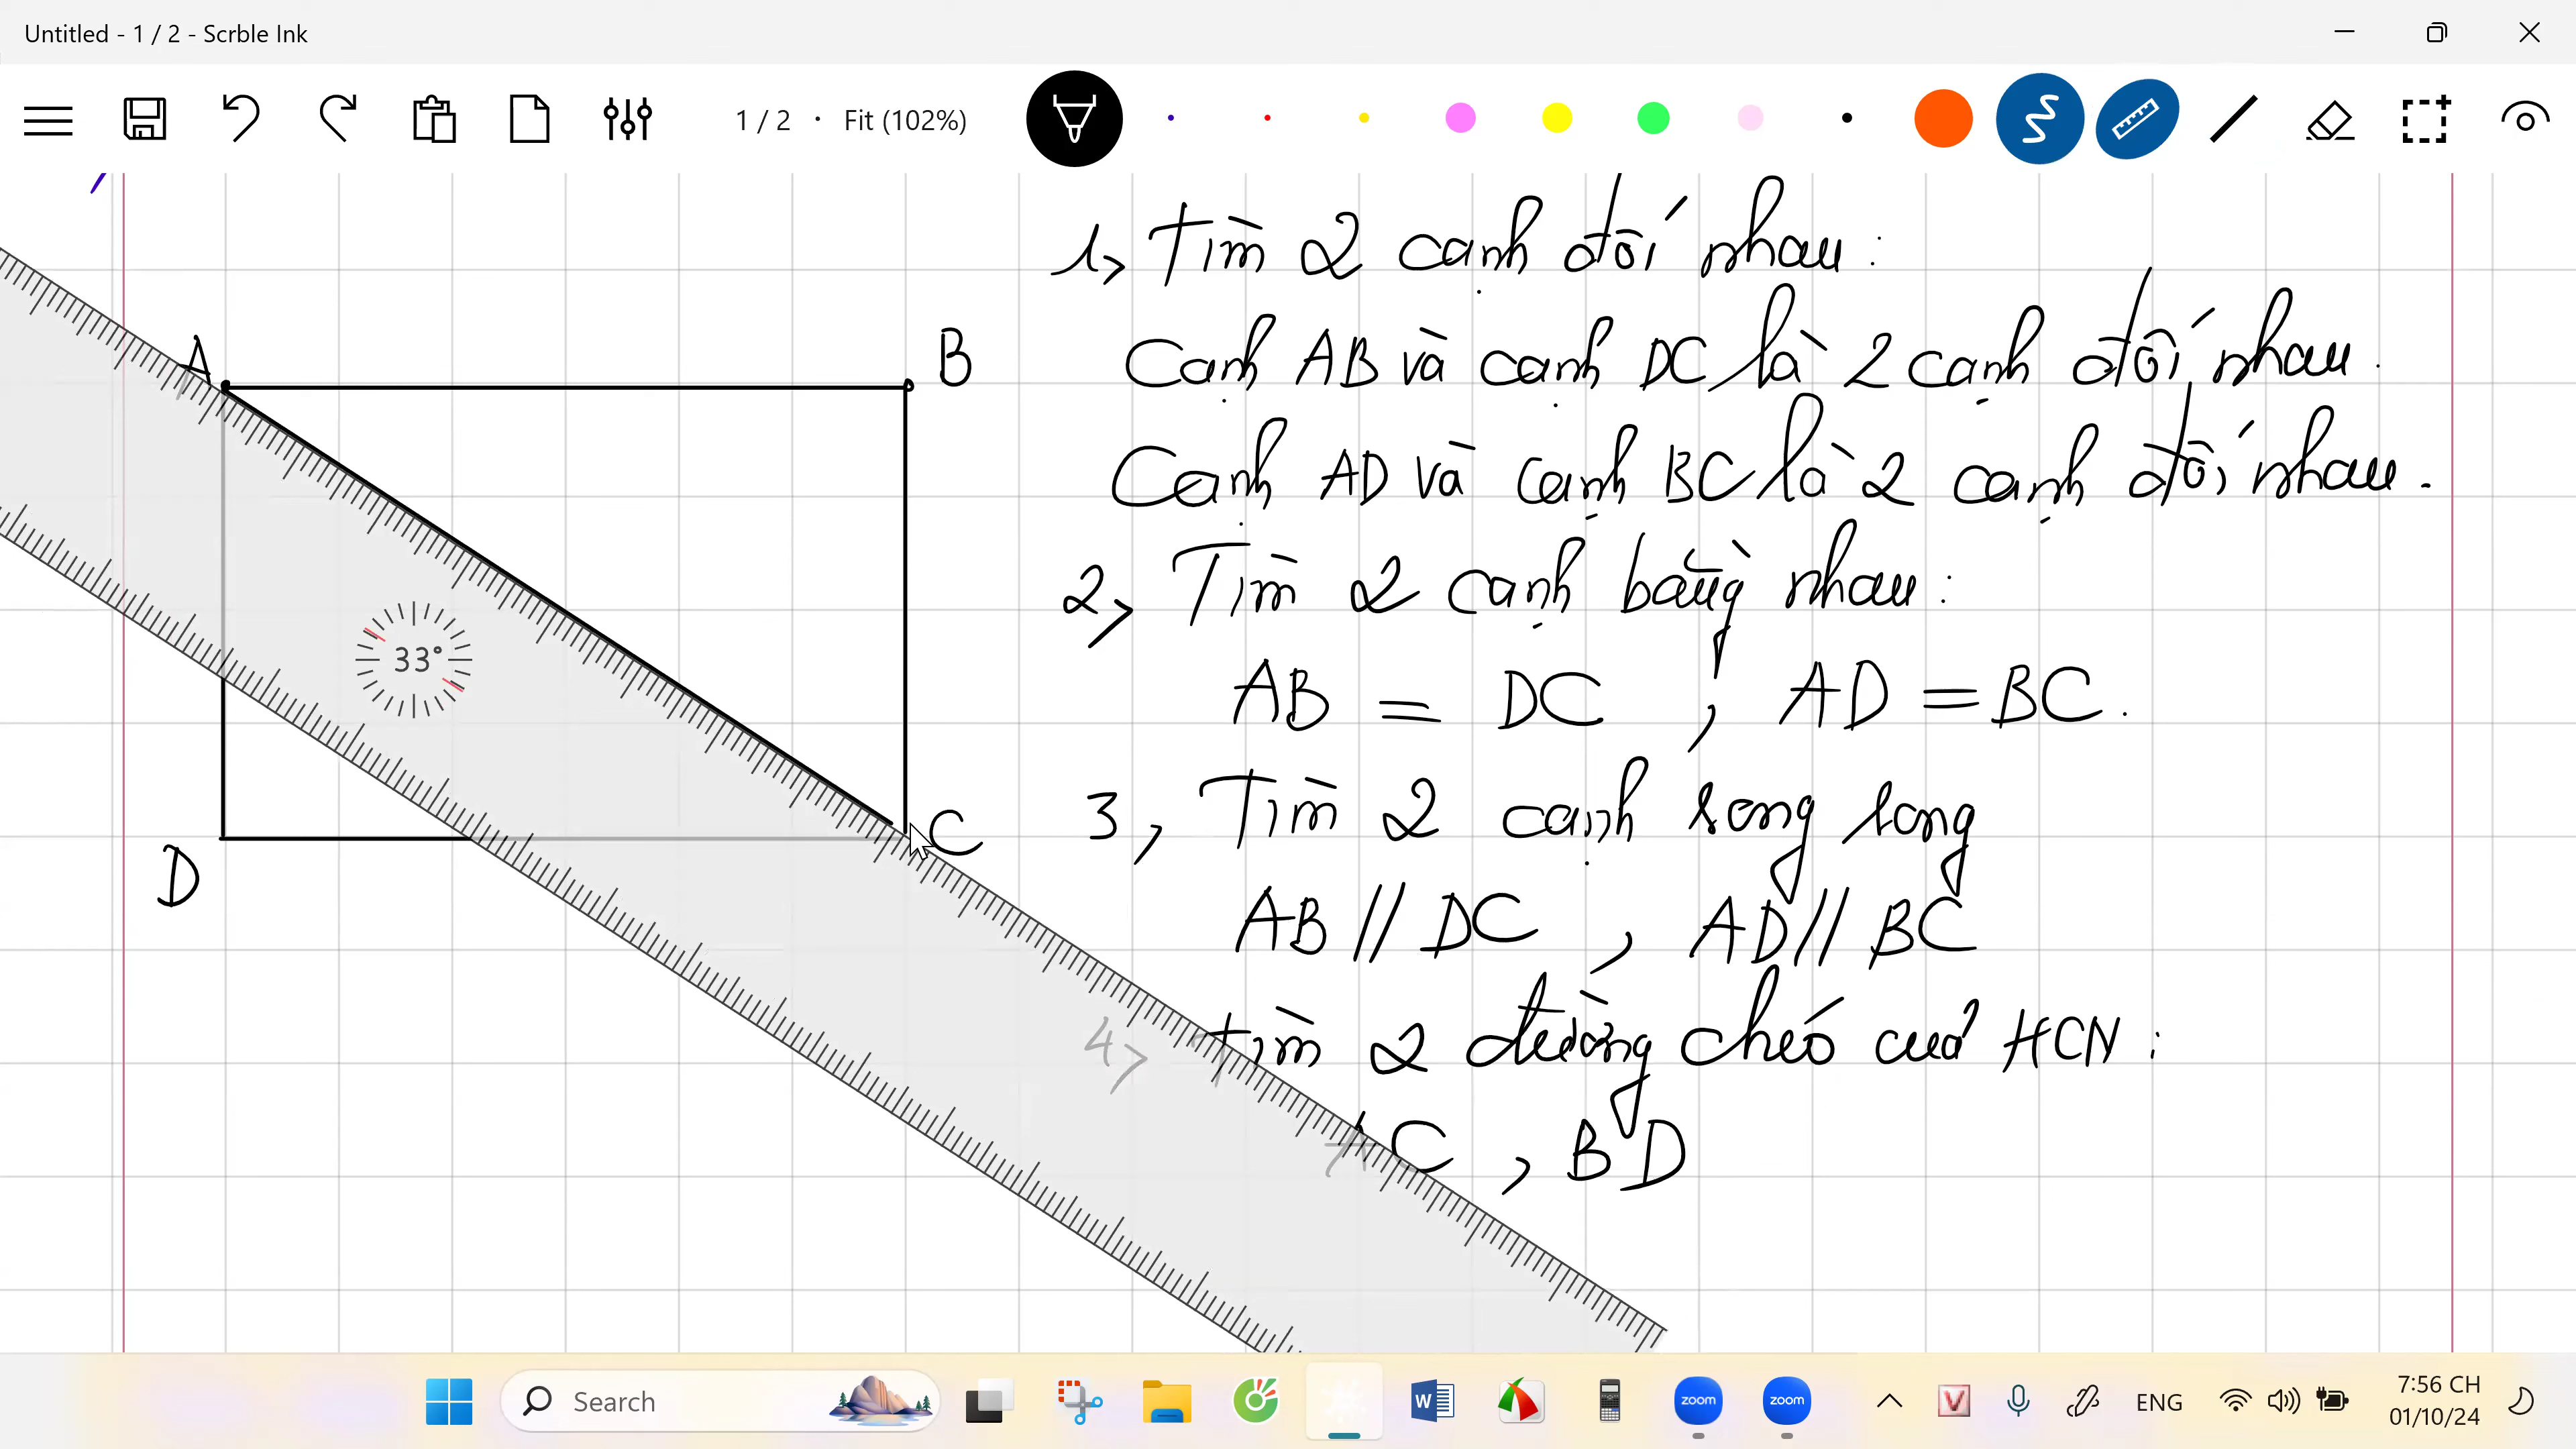 Untitled - 1 / 2 - Scrble Ink
1 / 2 · Fit (102%)
1, Tìm 2 cạnh đối nhau:
Cạnh AB và cạnh DC là 2 cạnh đối nhau.
Cạnh AD và cạnh BC là 2 cạnh đối nhau.
2, Tìm 2 cạnh bằng nhau:
AB = DC , AD = BC.
3, Tìm 2 cạnh song song
AB // DC , AD // BC
4, Tìm 2 đường chéo của HCN:
AC , BD
A
B
C
D
33°
Search
zoom
zoom
ENG
7:56 CH
01/10/24